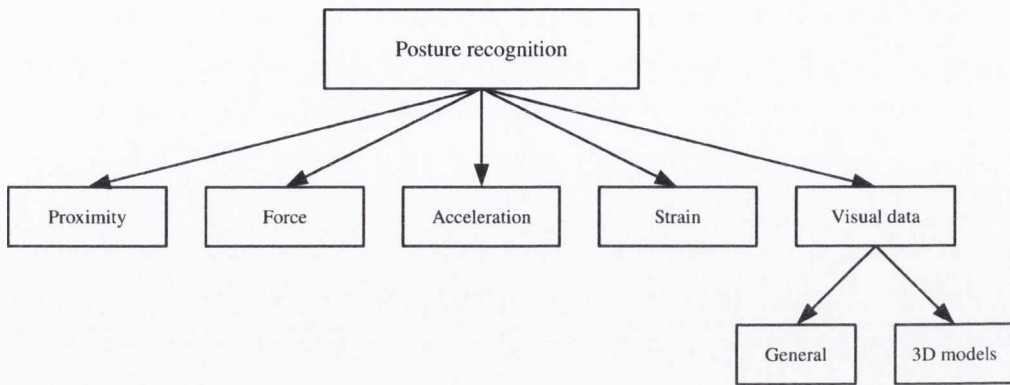 Posture recognition
Proximity
Force
Acceleration
Strain
Visual data
General
3D models